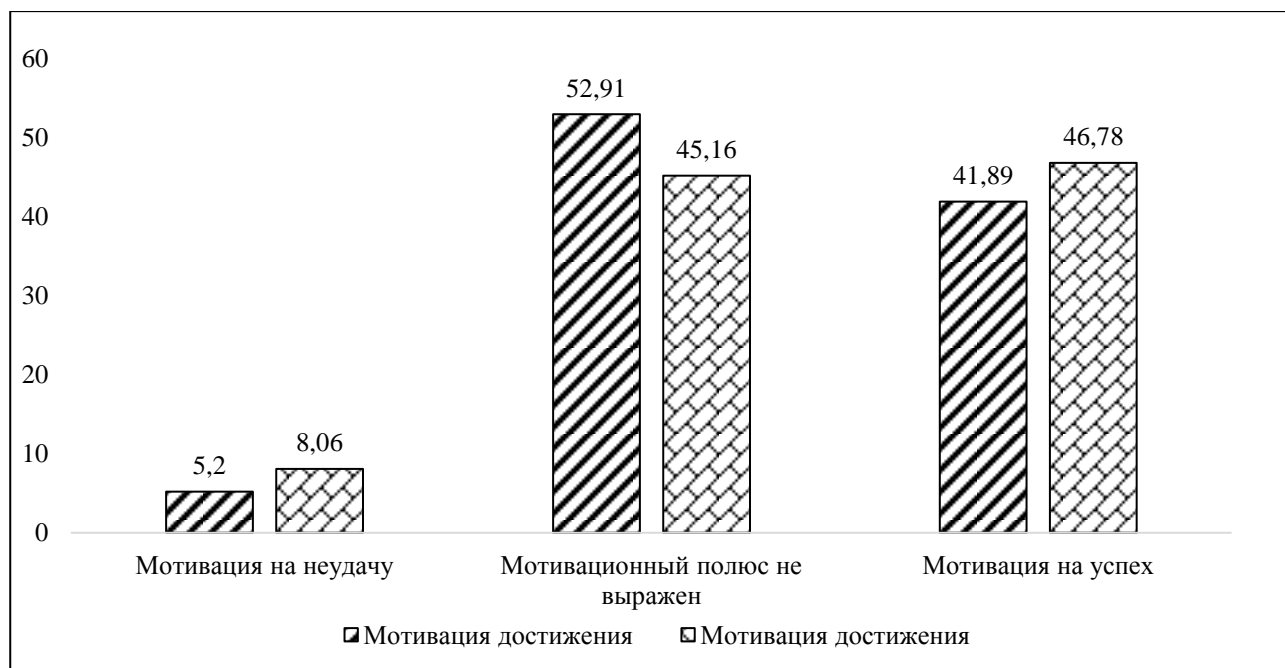 60
52,91
50
45,16
46,78
41,89
40
30
20
10
8,06
5,2
0
Мотивация на неудачу
Мотивационный полюс не
выражен
Мотивация на успех
Мотивация достижения
Мотивация достижения